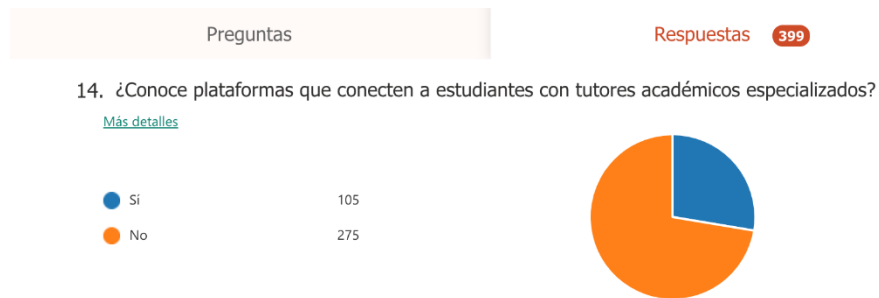 Preguntas Respuestas 399
14. ¿Conoce plataformas que conecten a estudiantes con tutores académicos especializados?
Más detalles
Si 105
No 275